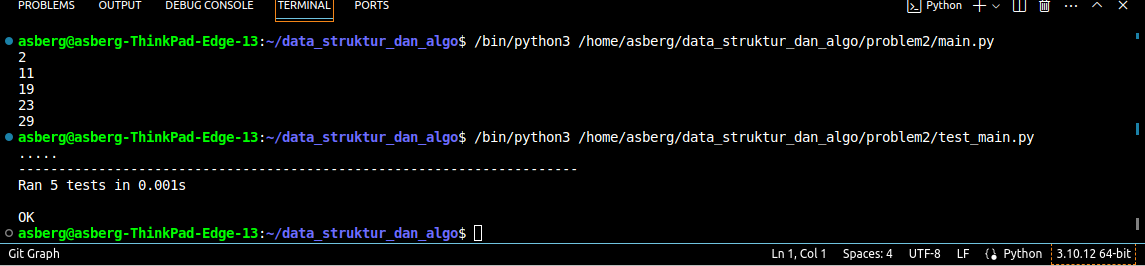 PROBLEMS OUTPUT DEBUG CONSOLE TERMINAL PORTS Python
asberg@asberg-ThinkPad-Edge-13:~/data_struktur_dan_algo$ /bin/python3 /home/asberg/data_struktur_dan_algo/problem2/main.py
2
11
19
23
29
asberg@asberg-ThinkPad-Edge-13:~/data_struktur_dan_algo$ /bin/python3 /home/asberg/data_struktur_dan_algo/problem2/test_main.py
.....
----------------------------------------------------------------------
Ran 5 tests in 0.001s
OK
asberg@asberg-ThinkPad-Edge-13:~/data_struktur_dan_algo$
Git Graph Ln 1, Col 1 Spaces: 4 UTF-8 LF Python 3.10.12 64-bit